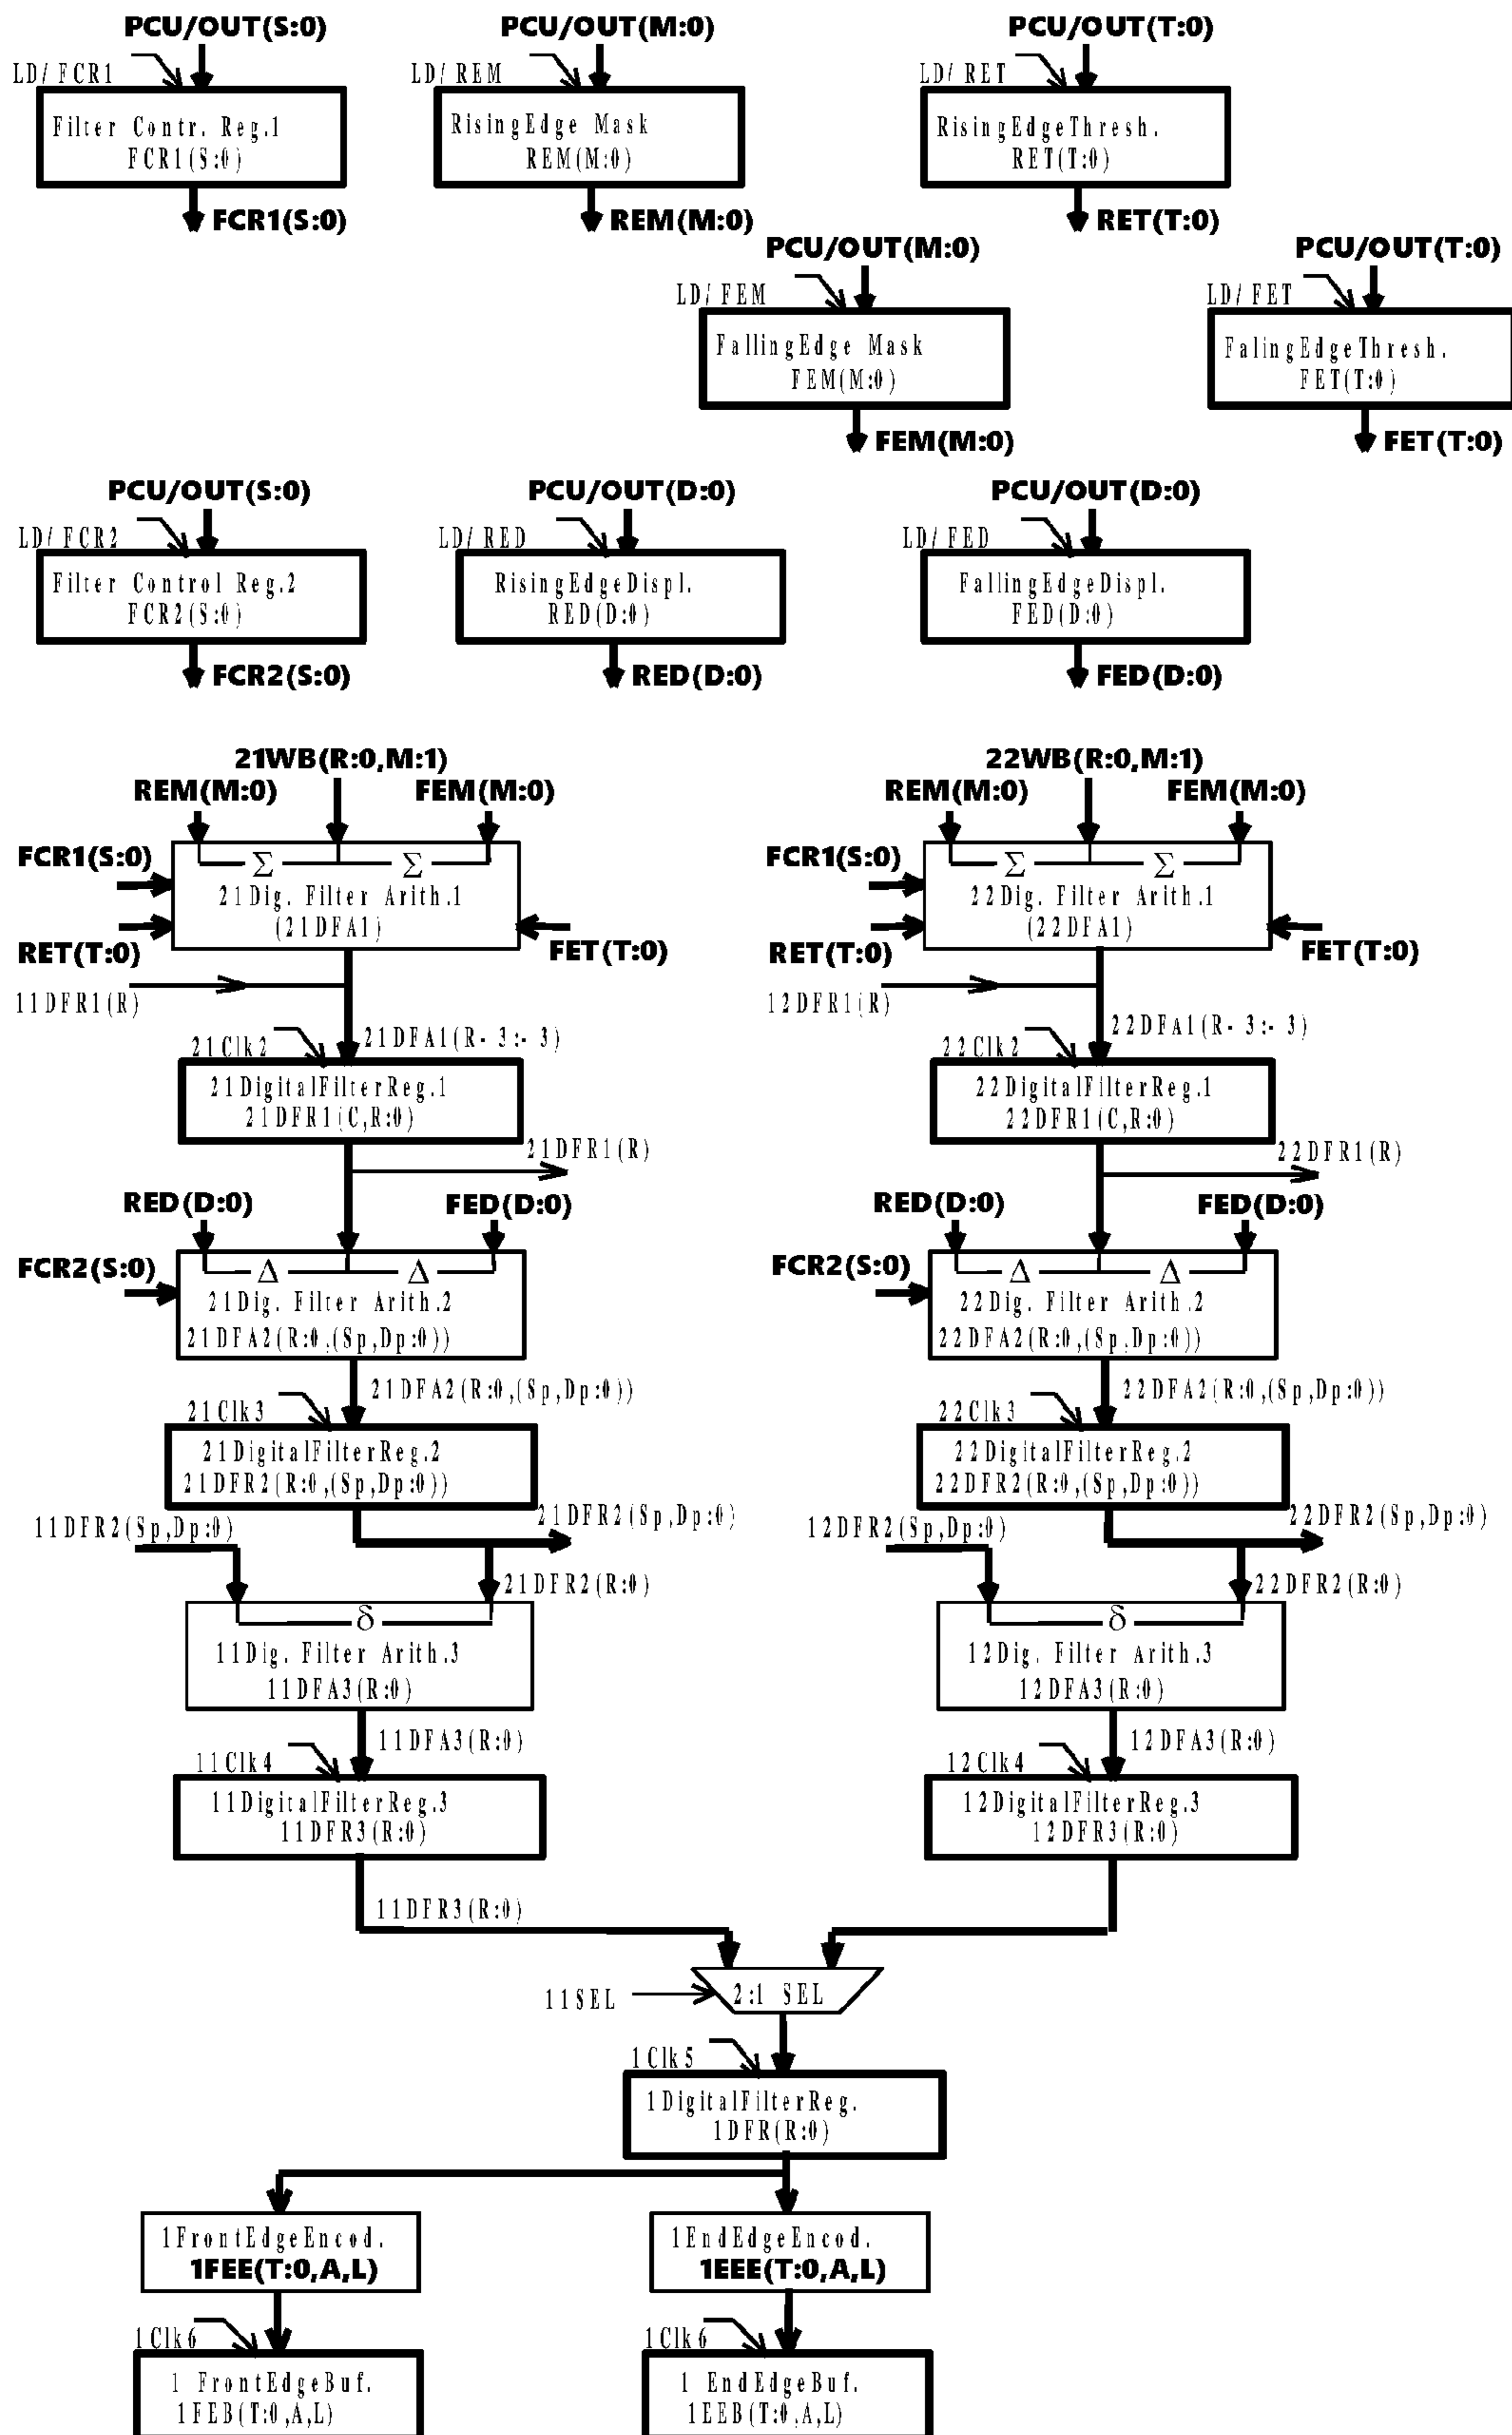 PCU/OUT(S:0) PCU/OUT(M:0) PCU/OUT(T:0)
LD/FCR1 LD/REM LD/RET
Filter Contr. Reg.1 RisingEdge Mask RisingEdgeThresh.
FCR1(S:0) REM(M:0) RET(T:0)
FCR1(S:0) REM(M:0) RET(T:0)
PCU/OUT(M:0) PCU/OUT(T:0)
LD/FEM LD/FET
FallingEdge Mask FalingEdgeThresh.
FEM(M:0) FET(T:0)
FEM(M:0) FET(T:0)
PCU/OUT(S:0) PCU/OUT(D:0) PCU/OUT(D:0)
LD/FCR2 LD/RED LD/FED
Filter Control Reg.2 RisingEdgeDispl. FallingEdgeDispl.
FCR2(S:0) RED(D:0) FED(D:0)
FCR2(S:0) RED(D:0) FED(D:0)
21WB(R:0,M:1) 22WB(R:0,M:1)
REM(M:0) FEM(M:0) REM(M:0) FEM(M:0)
FCR1(S:0) Σ Σ FCR1(S:0) Σ Σ
21Dig. Filter Arith.1 22Dig. Filter Arith.1
(21DFA1) (22DFA1)
RET(T:0) FET(T:0) RET(T:0) FET(T:0)
11DFR1(R) 12DFR1(R)
21Clk2 21DFA1(R-3:-3) 22Clk2 22DFA1(R-3:-3)
21DigitalFilterReg.1 22DigitalFilterReg.1
21DFR1(C,R:0) 22DFR1(C,R:0)
21DFR1(R) 22DFR1(R)
RED(D:0) FED(D:0) RED(D:0) FED(D:0)
FCR2(S:0) Δ Δ FCR2(S:0) Δ Δ
21Dig. Filter Arith.2 22Dig. Filter Arith.2
21DFA2(R:0,(Sp,Dp:0)) 22DFA2(R:0,(Sp,Dp:0))
21Clk3 21DFA2(R:0,(Sp,Dp:0)) 22Clk3 22DFA2(R:0,(Sp,Dp:0))
21DigitalFilterReg.2 22DigitalFilterReg.2
21DFR2(R:0,(Sp,Dp:0)) 22DFR2(R:0,(Sp,Dp:0))
11DFR2(Sp,Dp:0) 21DFR2(Sp,Dp:0) 12DFR2(Sp,Dp:0) 22DFR2(Sp,Dp:0)
21DFR2(R:0) 22DFR2(R:0)
δ δ
11Dig. Filter Arith.3 12Dig. Filter Arith.3
11DFA3(R:0) 12DFA3(R:0)
11Clk4 11DFA3(R:0) 12Clk4 12DFA3(R:0)
11DigitalFilterReg.3 12DigitalFilterReg.3
11DFR3(R:0) 12DFR3(R:0)
11DFR3(R:0)
11SEL 2:1 SEL
1Clk5
1DigitalFilterReg.
1DFR(R:0)
1FrontEdgeEncod. 1EndEdgeEncod.
1FEE(T:0,A,L) 1EEE(T:0,A,L)
1Clk6 1Clk6
1 FrontEdgeBuf. 1 EndEdgeBuf.
1FEB(T:0,A,L) 1EEB(T:0,A,L)